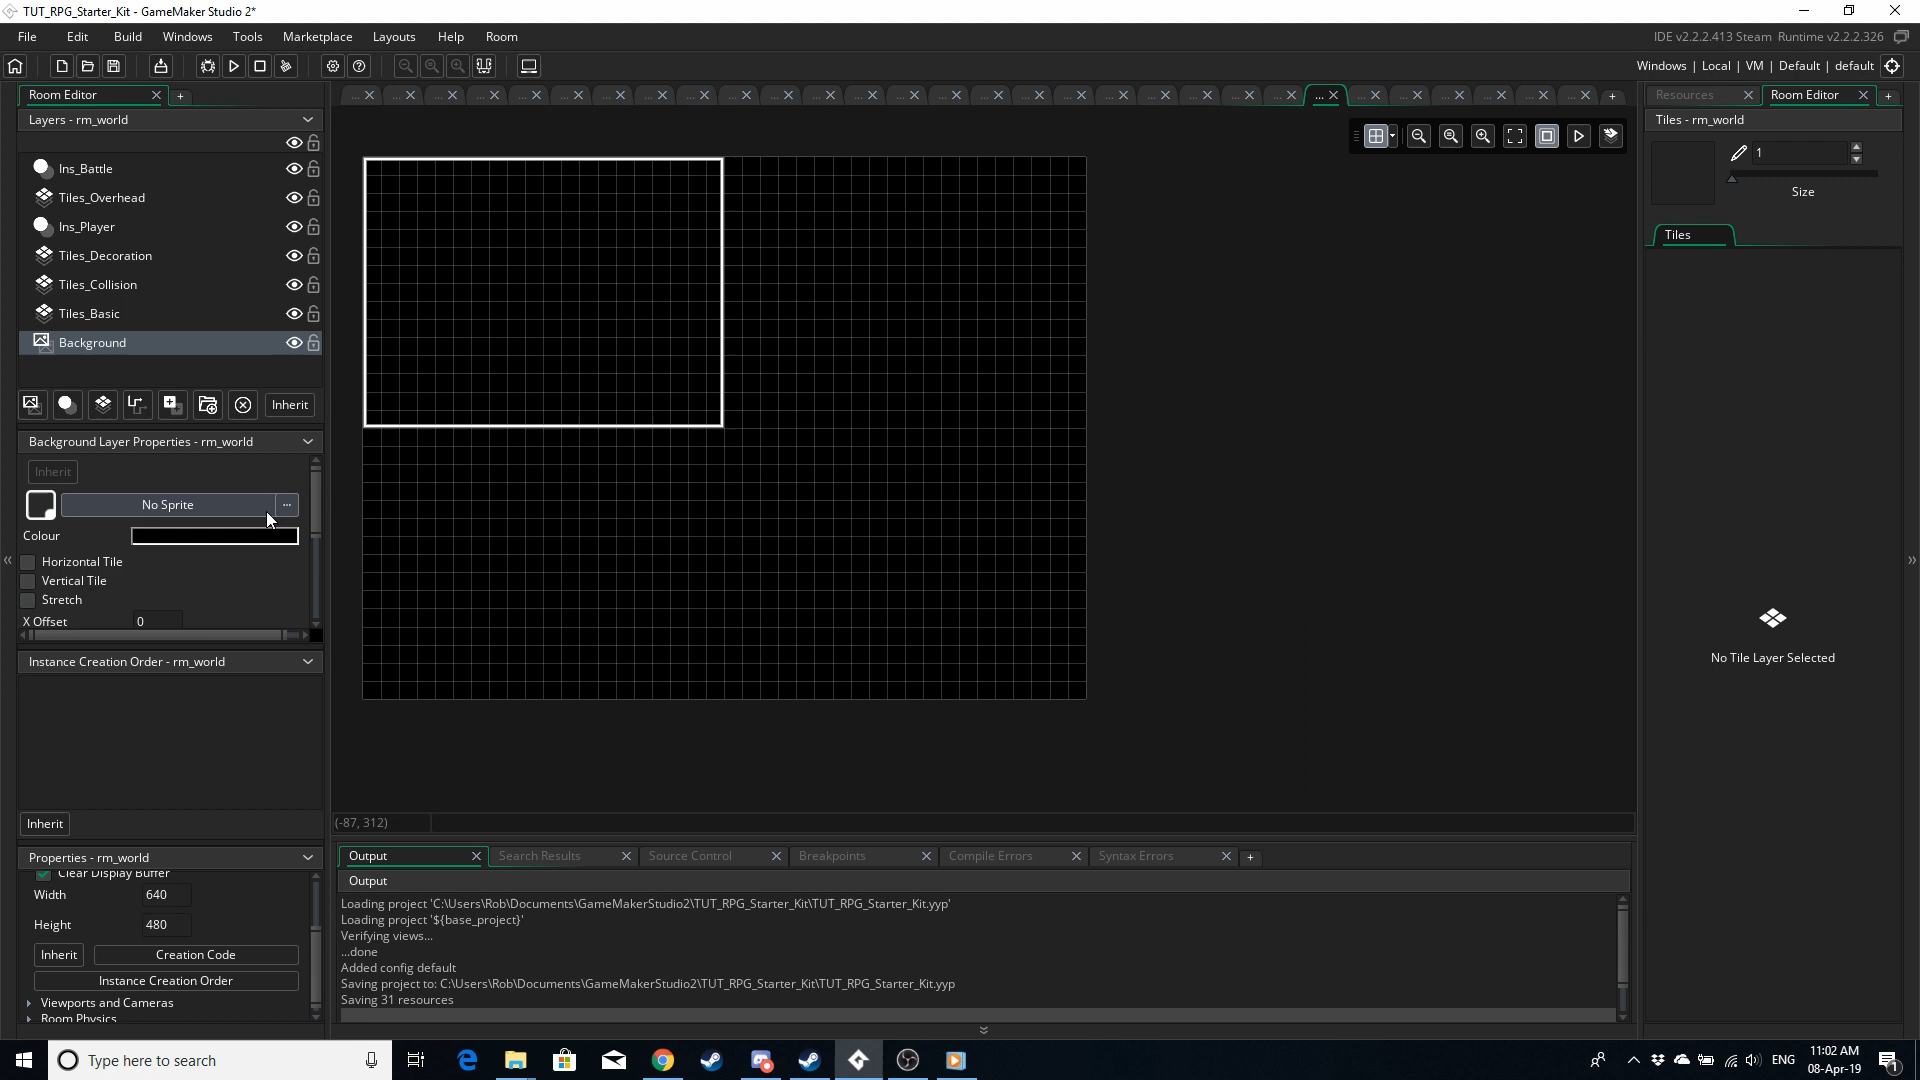 TUT_RPG_Starter_Kit - GameMaker Studio 2*
File Edit Build Windows Tools Marketplace Layouts Help Room
IDE v2.2.2.413 Steam Runtime v2.2.2.326
Windows | Local | VM | Default | default
Room Editor
Layers - rm_world
Ins_Battle
Tiles_Overhead
Ins_Player
Tiles_Decoration
Tiles_Collision
Tiles_Basic
Background
Inherit
Background Layer Properties - rm_world
Inherit
No Sprite ...
Colour
Horizontal Tile
Vertical Tile
Stretch
X Offset 0
Instance Creation Order - rm_world
Inherit
Properties - rm_world
Clear Display Buffer
Width 640
Height 480
Inherit Creation Code
Instance Creation Order
Viewports and Cameras
Room Physics
(-87, 312)
Output Search Results Source Control Breakpoints Compile Errors Syntax Errors
Output
Loading project 'C:\Users\Rob\Documents\GameMakerStudio2\TUT_RPG_Starter_Kit\TUT_RPG_Starter_Kit.yyp'
Loading project '${base_project}'
Verifying views...
...done
Added config default
Saving project to: C:\Users\Rob\Documents\GameMakerStudio2\TUT_RPG_Starter_Kit\TUT_RPG_Starter_Kit.yyp
Saving 31 resources
Resources Room Editor
Tiles - rm_world
1
Size
Tiles
No Tile Layer Selected
Type here to search
ENG
11:02 AM
08-Apr-19
1